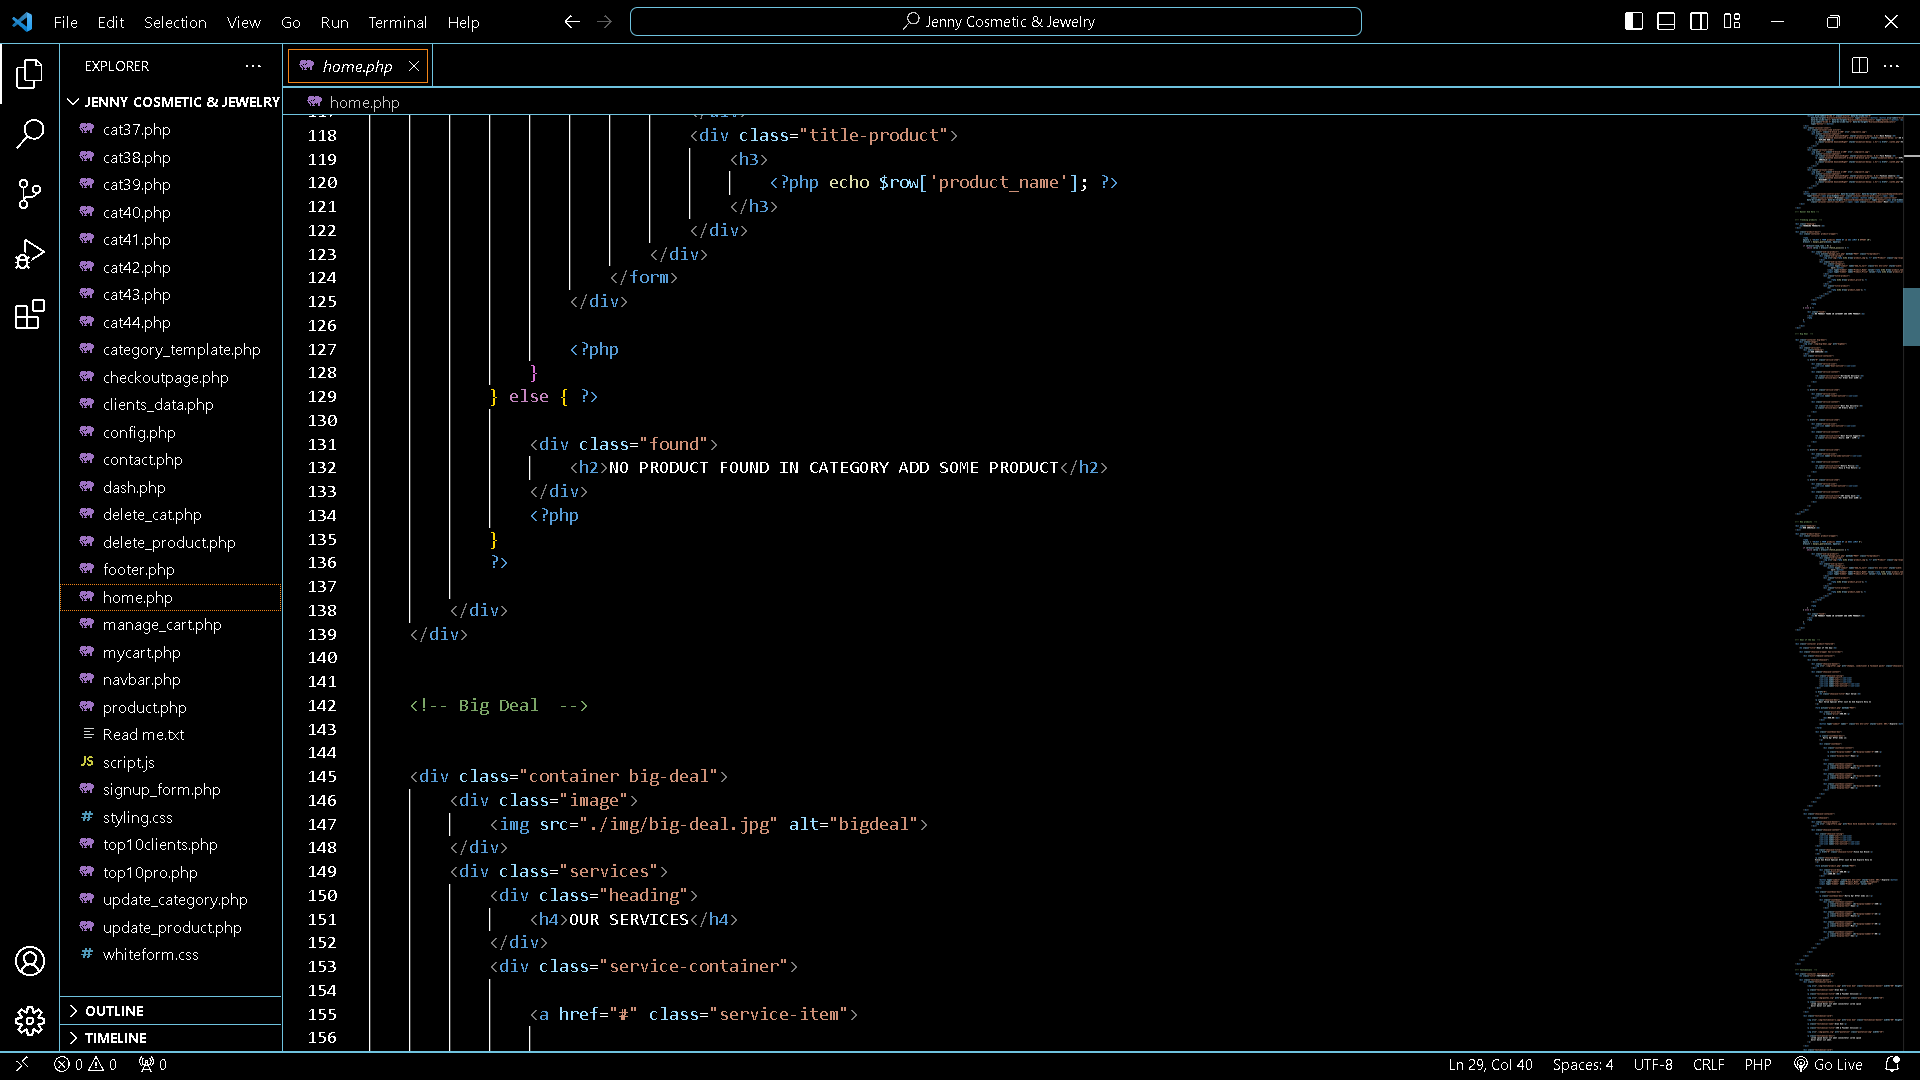 File Edit Selection View Go Run Terminal Help
Jenny Cosmetic & Jewelry
EXPLORER
home.php
JENNY COSMETIC & JEWELRY
home.php
cat37.php
cat38.php
cat39.php
cat40.php
cat41.php
cat42.php
cat43.php
cat44.php
category_template.php
checkoutpage.php
clients_data.php
config.php
contact.php
dash.php
delete_cat.php
delete_product.php
footer.php
home.php
manage_cart.php
mycart.php
navbar.php
product.php
Read me.txt
JS script.js
signup_form.php
# styling.css
top10clients.php
top10pro.php
update_category.php
update_product.php
# whiteform.css
OUTLINE
TIMELINE
118 <div class="title-product">
119 <h3>
120 <?php echo $row['product_name']; ?>
121 </h3>
122 </div>
123 </div>
124 </form>
125 </div>
126
127 <?php
128 }
129 } else { ?>
130
131 <div class="found">
132 <h2>NO PRODUCT FOUND IN CATEGORY ADD SOME PRODUCT</h2>
133 </div>
134 <?php
135 }
136 ?>
137
138 </div>
139 </div>
140
141
142 <!-- Big Deal  -->
143
144
145 <div class="container big-deal">
146 <div class="image">
147 <img src="./img/big-deal.jpg" alt="bigdeal">
148 </div>
149 <div class="services">
150 <div class="heading">
151 <h4>OUR SERVICES</h4>
152 </div>
153 <div class="service-container">
154
155 <a href="#" class="service-item">
156
0 0 0 Ln 29, Col 40 Spaces: 4 UTF-8 CRLF PHP Go Live